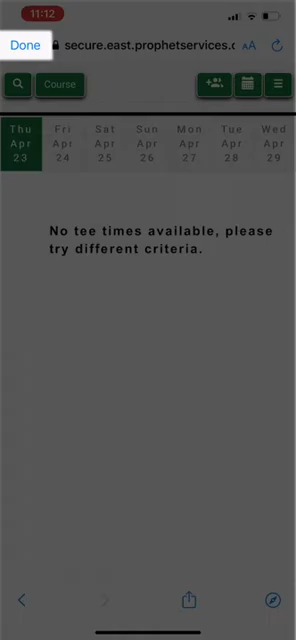 11:12
Done secure.east.prophetservices.c AA
Course
Thu Fri Sat Sun Mon Tue Wed
Apr Apr Apr Apr Apr Apr Apr
23 24 25 26 27 28 29
No tee times available, please
try different criteria.